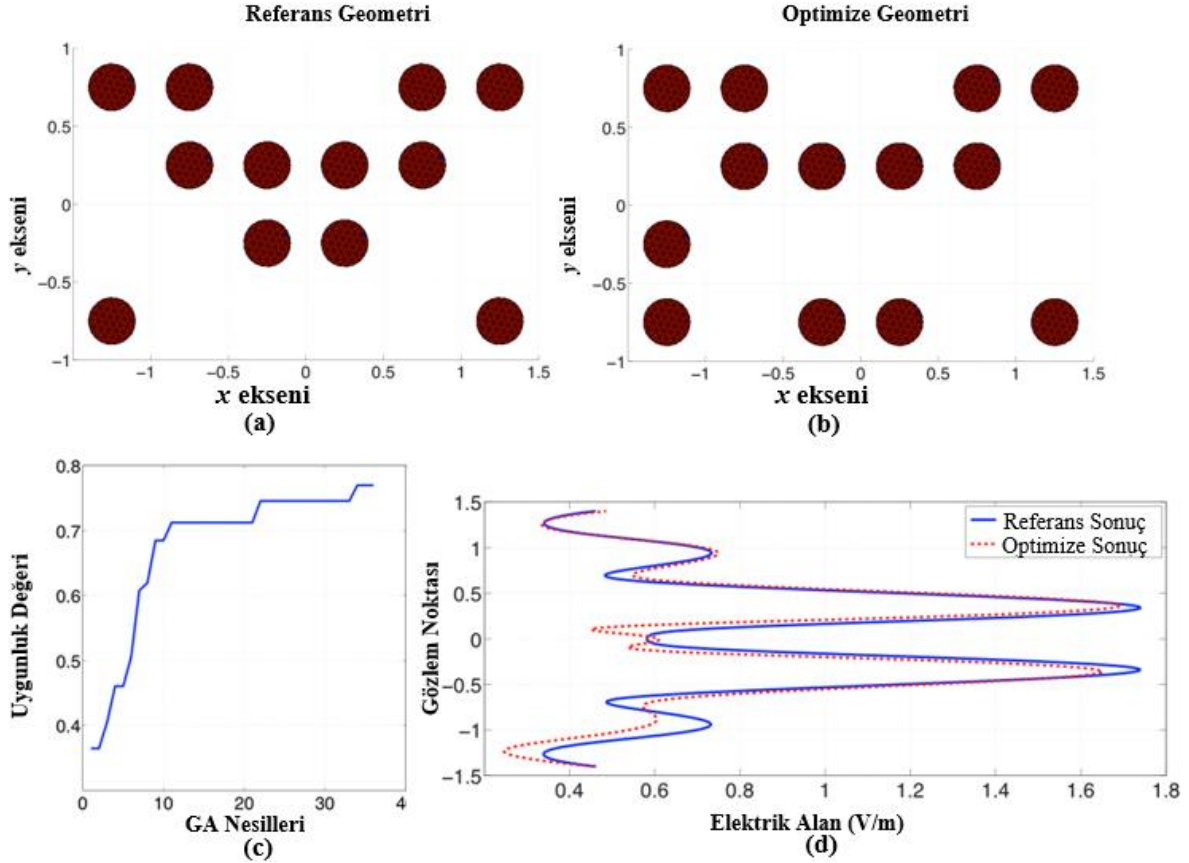 Referans Geometri
Optimize Geometri
1
0.5
0
−0.5
−1
y ekseni
−1
−0.5
0
0.5
1
1.5
x ekseni
(a)
1
0.5
0
−0.5
−1
y ekseni
−1
−0.5
0
0.5
1
1.5
x ekseni
(b)
0.8
0.7
0.6
0.5
0.4
Uygunluk Değeri
0
10
20
30
4
GA Nesilleri
(c)
1.5
1
0.5
0
−0.5
−1
−1.5
Gözlem Noktası
Referans Sonuç
Optimize Sonuç
0.4
0.6
0.8
1
1.2
1.4
1.6
1.8
Elektrik Alan (V/m)
(d)